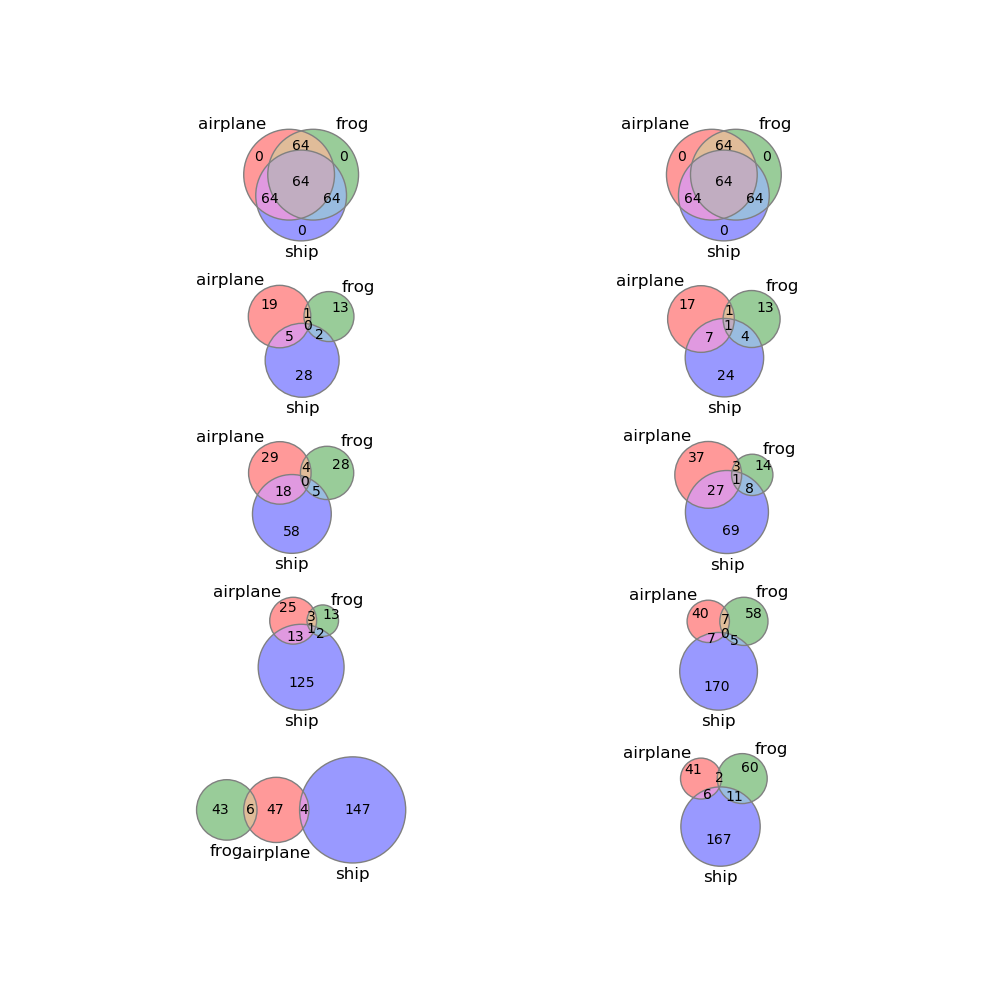 airplane frog
0 64 0
64
64 64
0
ship
airplane frog
0 64 0
64
64 64
0
ship
airplane frog
19 1 13
0
5 2
28
ship
airplane frog
17 1 13
1
7 4
24
ship
airplane frog
29 4 28
0
18 5
58
ship
airplane frog
37 3 14
1
27 8
69
ship
airplane frog
25 3 13
1
13 2
125
ship
airplane frog
40 7 58
0
7 5
170
ship
43 6 47 4 147
frog airplane
ship
airplane frog
41 2 60
6 11
167
ship